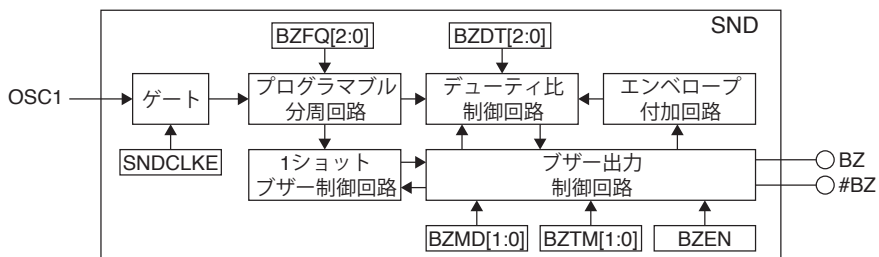 SND
BZFQ[2:0]
BZDT[2:0]
OSC1
ゲート
プログラマブル
分周回路
デューティ比
制御回路
エンベロープ
付加回路
SNDCLKE
1ショット
ブザー制御回路
ブザー出力
制御回路
BZ
#BZ
BZMD[1:0]
BZTM[1:0]
BZEN